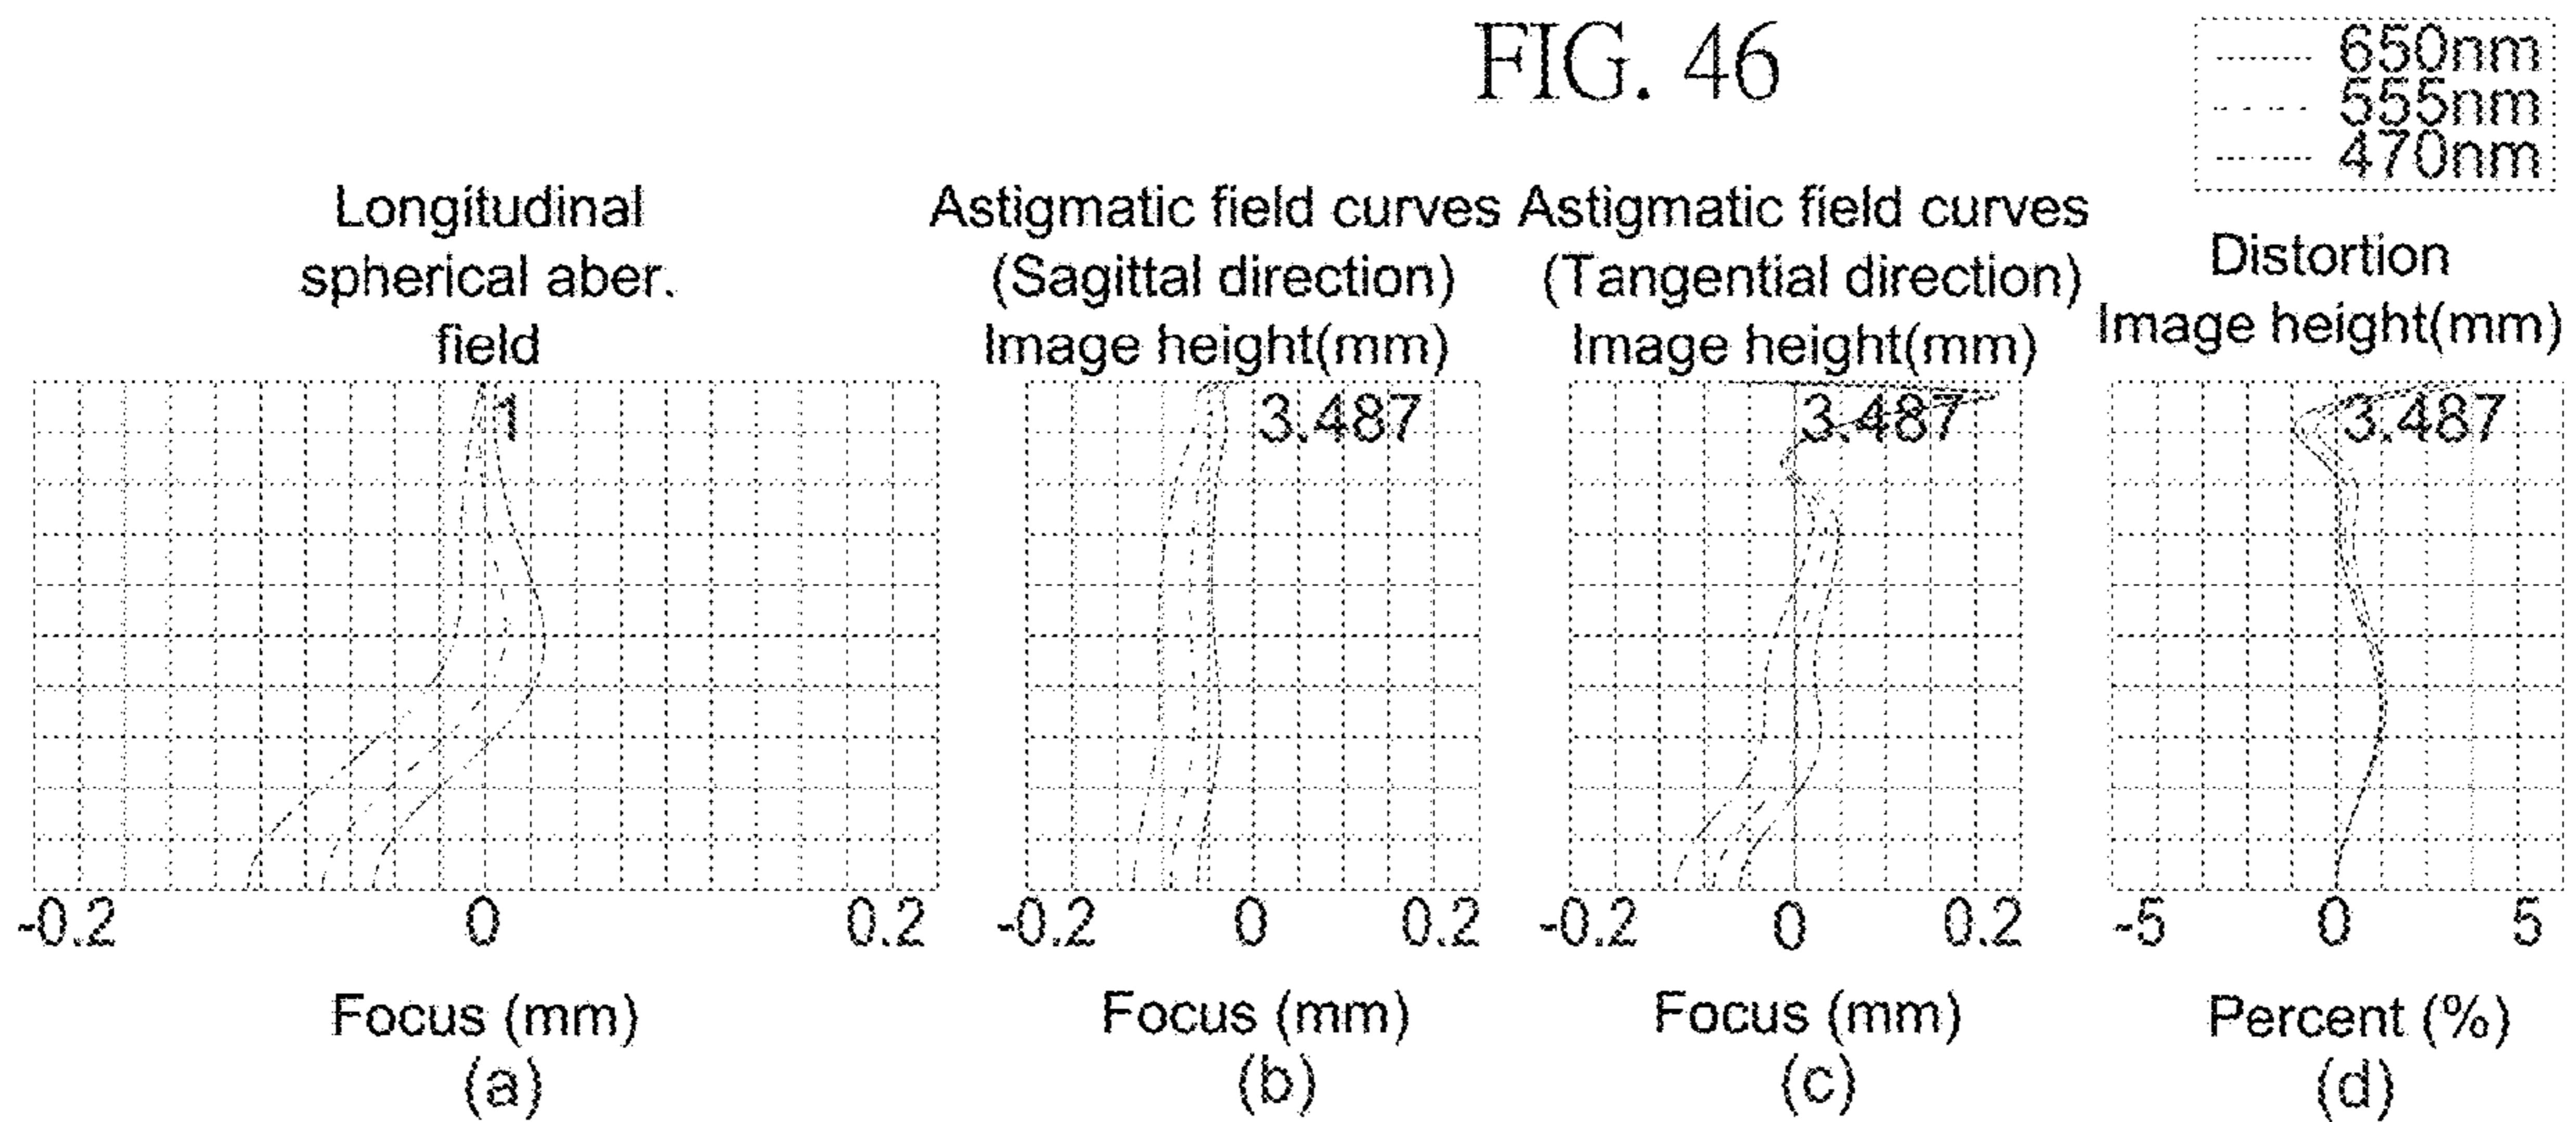 FIG. 46
650nm
555nm
470nm
Longitudinal
spherical aber.
field
1
-0.2 0 0.2
Focus (mm)
(a)
Astigmatic field curves
(Sagittal direction)
Image height(mm)
3.487
-0.2 0 0.2
Focus (mm)
(b)
Astigmatic field curves
(Tangential direction)
Image height(mm)
3.487
-0.2 0 0.2
Focus (mm)
(c)
Distortion
Image height(mm)
3.487
-5 0 5
Percent (%)
(d)